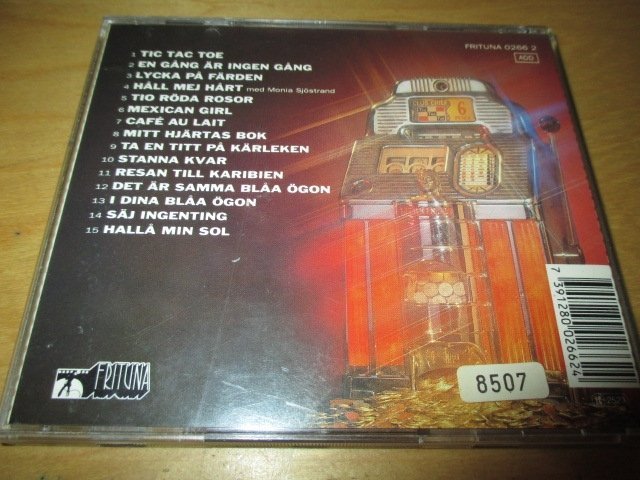 FRITUNA 0266 2
ADD
1 TIC TAC TOE
2 EN GÅNG ÄR INGEN GÅNG
3 LYCKA PÅ FÄRDEN
4 HÅLL MEJ HÅRT med Monia Sjöstrand
5 TIO RÖDA ROSOR
6 MEXICAN GIRL
7 CAFÉ AU LAIT
8 MITT HJÄRTAS BOK
9 TA EN TITT PÅ KÄRLEKEN
10 STANNA KVAR
11 RESAN TILL KARIBIEN
12 DET ÄR SAMMA BLÅA ÖGON
13 I DINA BLÅA ÖGON
14 SÄJ INGENTING
15 HALLÅ MIN SOL
CLUB CHIEF
6
7 391280 026624
8507
FRITUNA